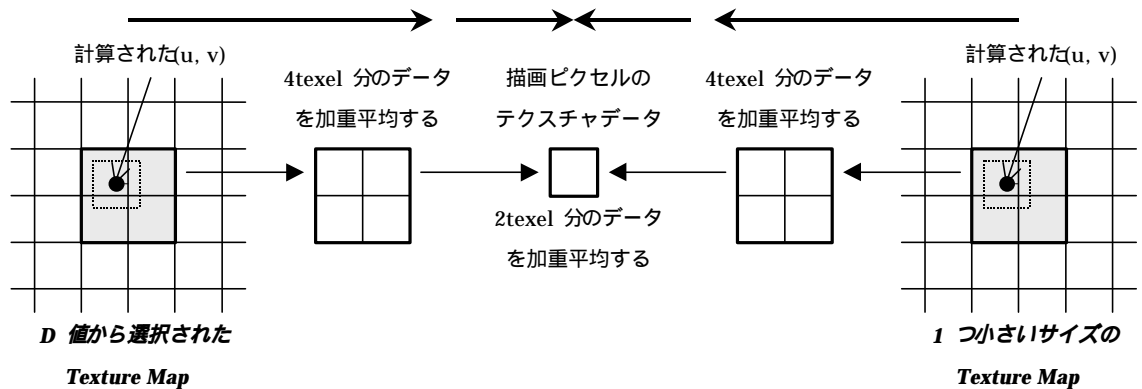 計算された(u, v)
4texel 分のデータ
を加重平均する
描画ピクセルの
テクスチャデータ
4texel 分のデータ
を加重平均する
計算された(u, v)
2texel 分のデータ
を加重平均する
D 値から選択された
Texture Map
1 つ小さいサイズの
Texture Map